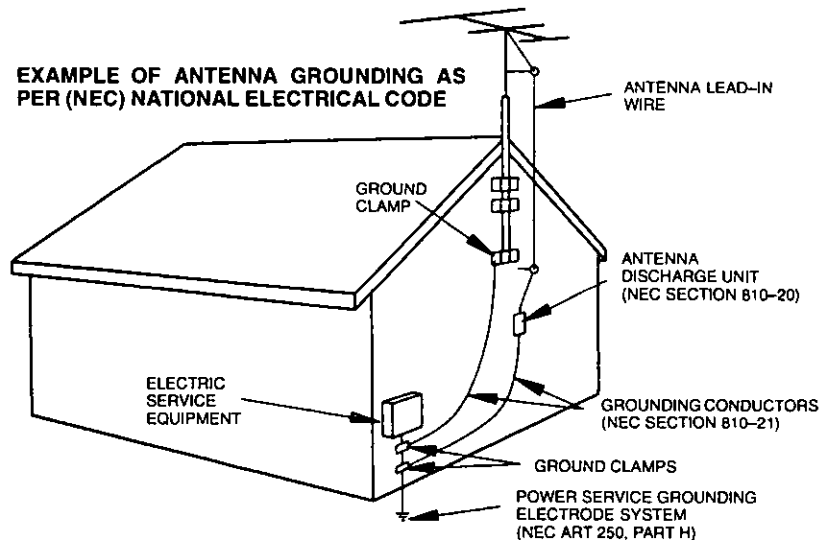 EXAMPLE OF ANTENNA GROUNDING AS
PER (NEC) NATIONAL ELECTRICAL CODE
ANTENNA LEAD–IN
WIRE
GROUND
CLAMP
ANTENNA
DISCHARGE UNIT
(NEC SECTION 810–20)
ELECTRIC
SERVICE
EQUIPMENT
GROUNDING CONDUCTORS
(NEC SECTION 810–21)
GROUND CLAMPS
POWER SERVICE GROUNDING
ELECTRODE SYSTEM
(NEC ART 250, PART H)